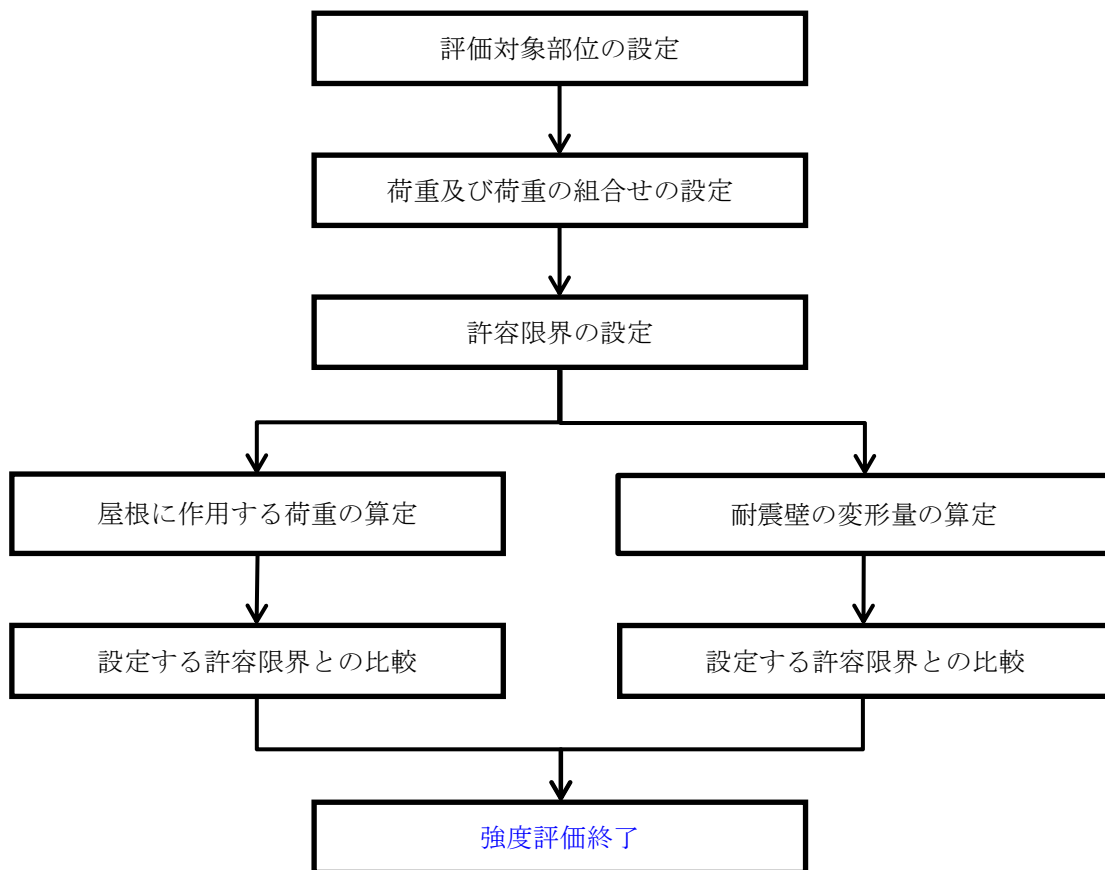 評価対象部位の設定
荷重及び荷重の組合せの設定
許容限界の設定
屋根に作用する荷重の算定
耐震壁の変形量の算定
設定する許容限界との比較
設定する許容限界との比較
強度評価終了